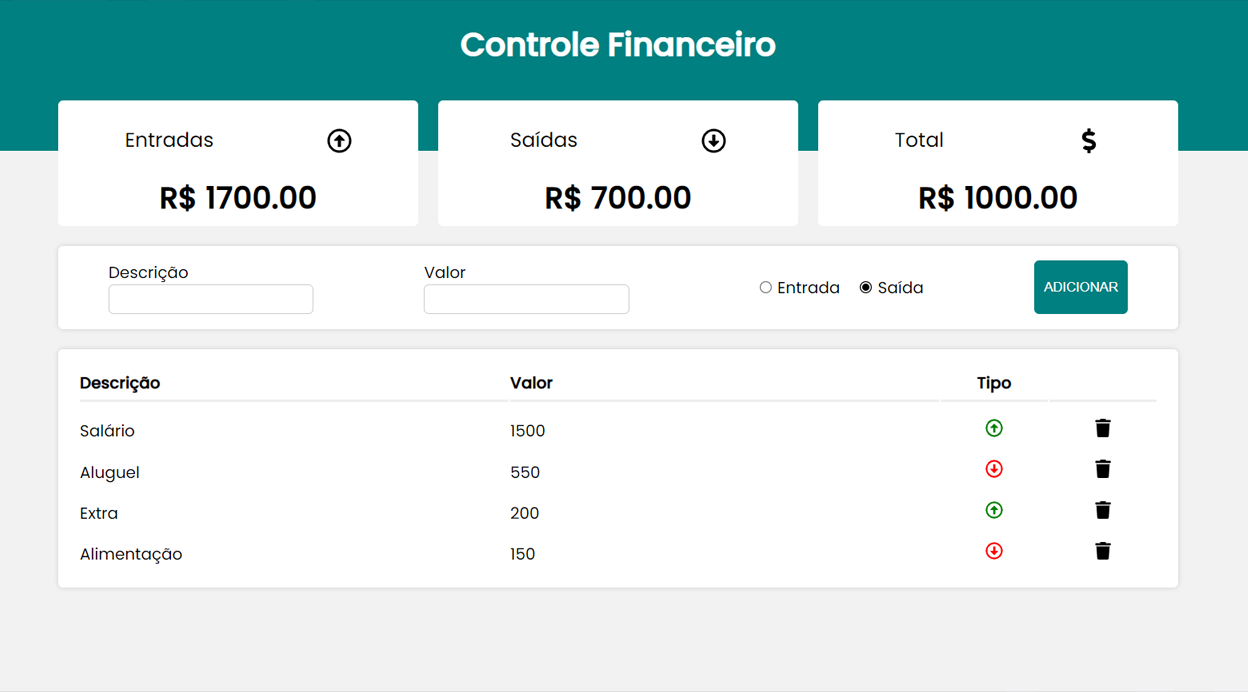 Controle Financeiro
Entradas
R$ 1700.00
Saídas
R$ 700.00
Total
R$ 1000.00
Descrição
Valor
Entrada
Saída
ADICIONAR
Descrição Valor Tipo
Salário 1500
Aluguel 550
Extra 200
Alimentação 150